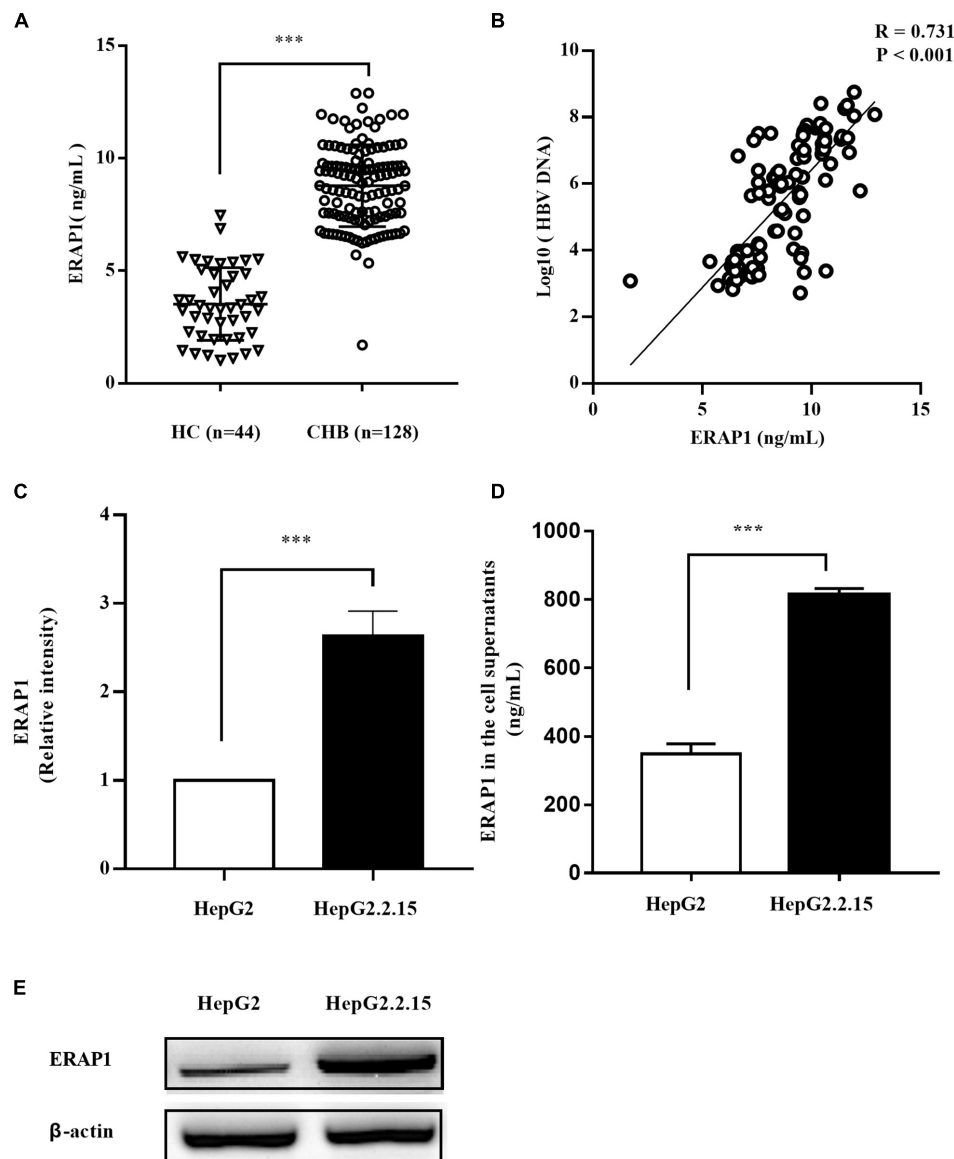 A
***
15
10
5
0
ERAP1( ng/mL )
HC (n=44)
CHB (n=128)
B
R = 0.731
P < 0.001
10
8
6
4
2
0
Log10 ( HBV DNA)
0
5
10
15
ERAP1 (ng/mL)
C
***
4
3
2
1
0
ERAP1
(Relative intensity)
HepG2
HepG2.2.15
D
***
1000
800
600
400
200
0
ERAP1 in the cell supernatants
(ng/mL)
HepG2
HepG2.2.15
E
HepG2
HepG2.2.15
ERAP1
β-actin